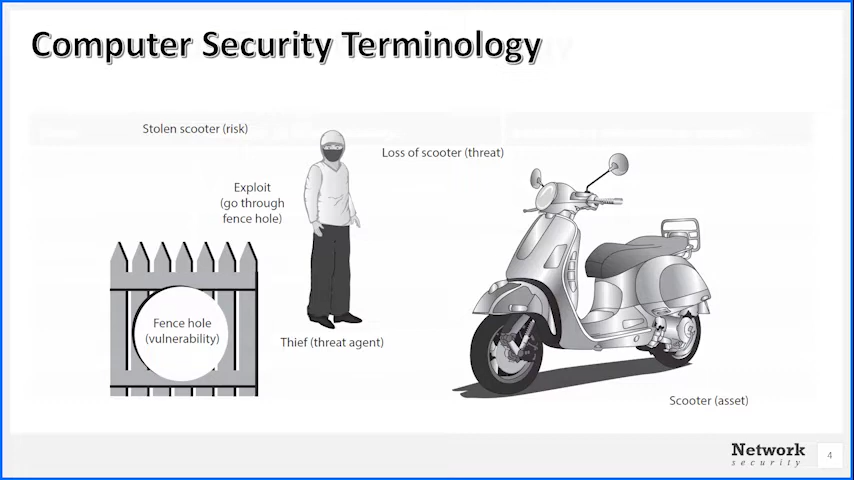 Computer Security Terminology
Stolen scooter (risk)
Loss of scooter (threat)
Exploit
(go through
fence hole)
Fence hole
(vulnerability)
Thief (threat agent)
Scooter (asset)
Network
security
4